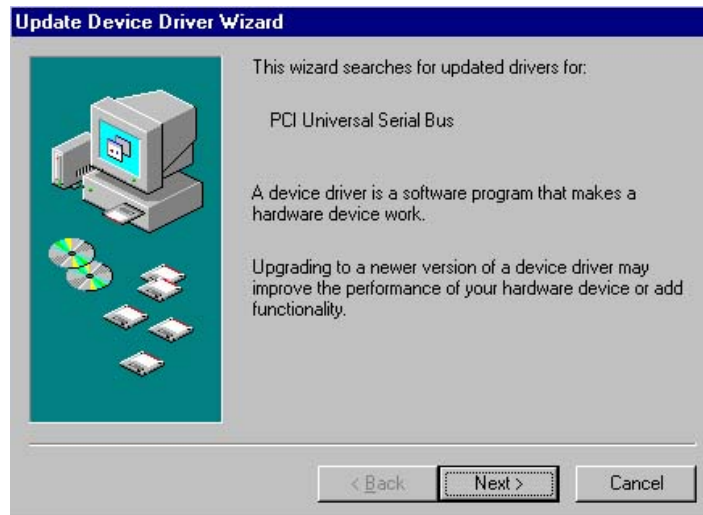 Update Device Driver Wizard
This wizard searches for updated drivers for:
PCI Universal Serial Bus
A device driver is a software program that makes a
hardware device work.
Upgrading to a newer version of a device driver may
improve the performance of your hardware device or add
functionality.
< Back
Next >
Cancel